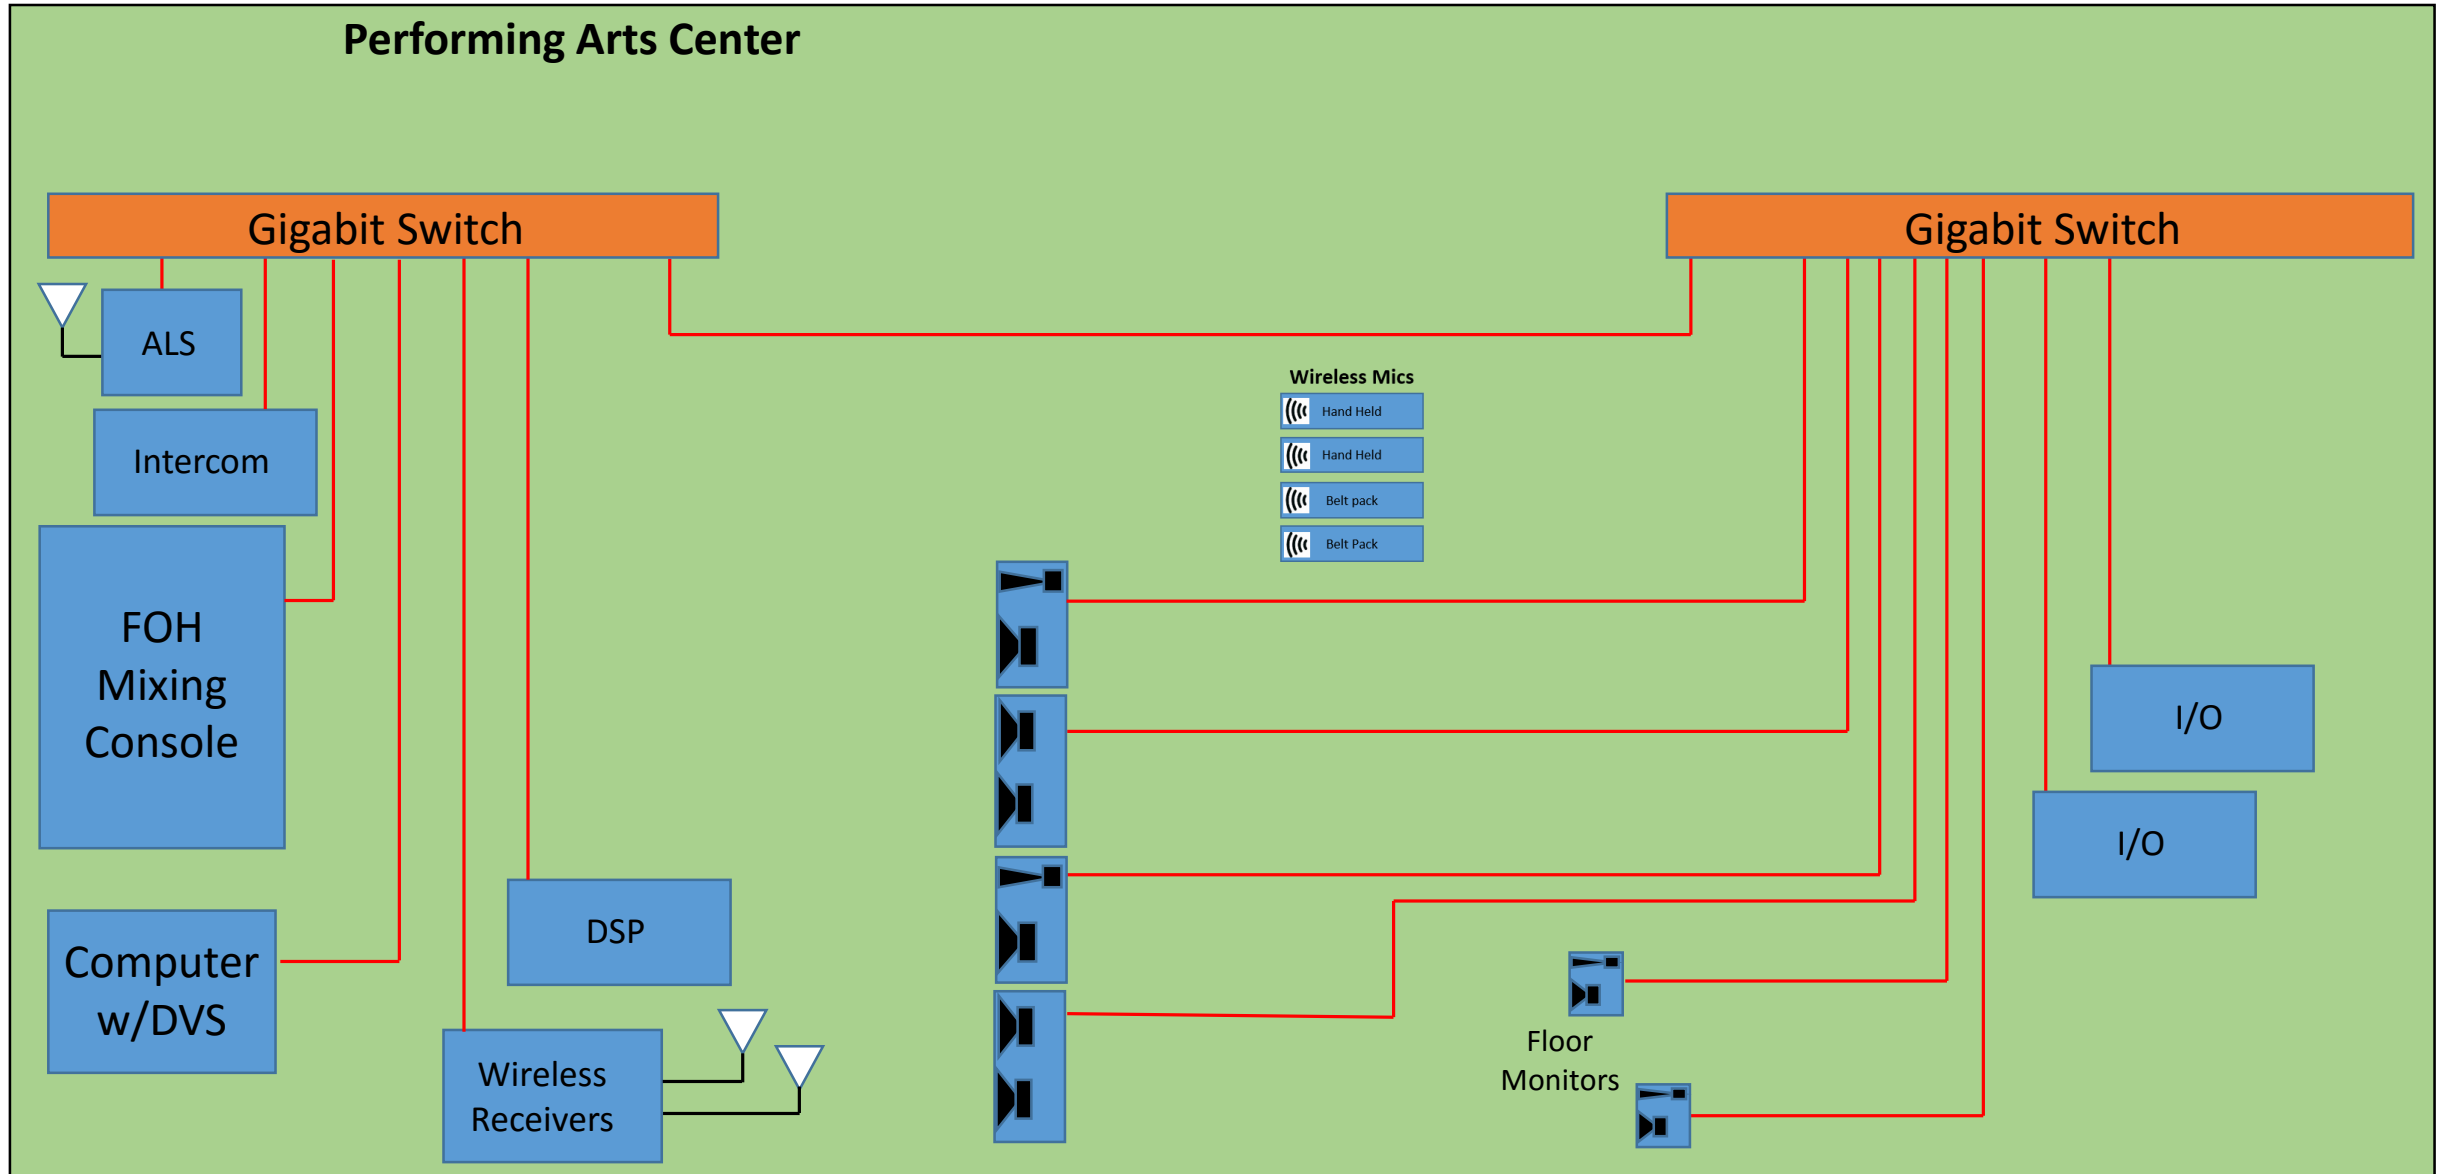 Performing Arts Center
Gigabit Switch
Gigabit Switch
ALS
Wireless Mics
Hand Held
Intercom
Hand Held
Belt pack
Belt Pack
FOH
Mixing
Console
I/O
I/O
DSP
Computer
w/DVS
Floor
Monitors
Wireless
Receivers